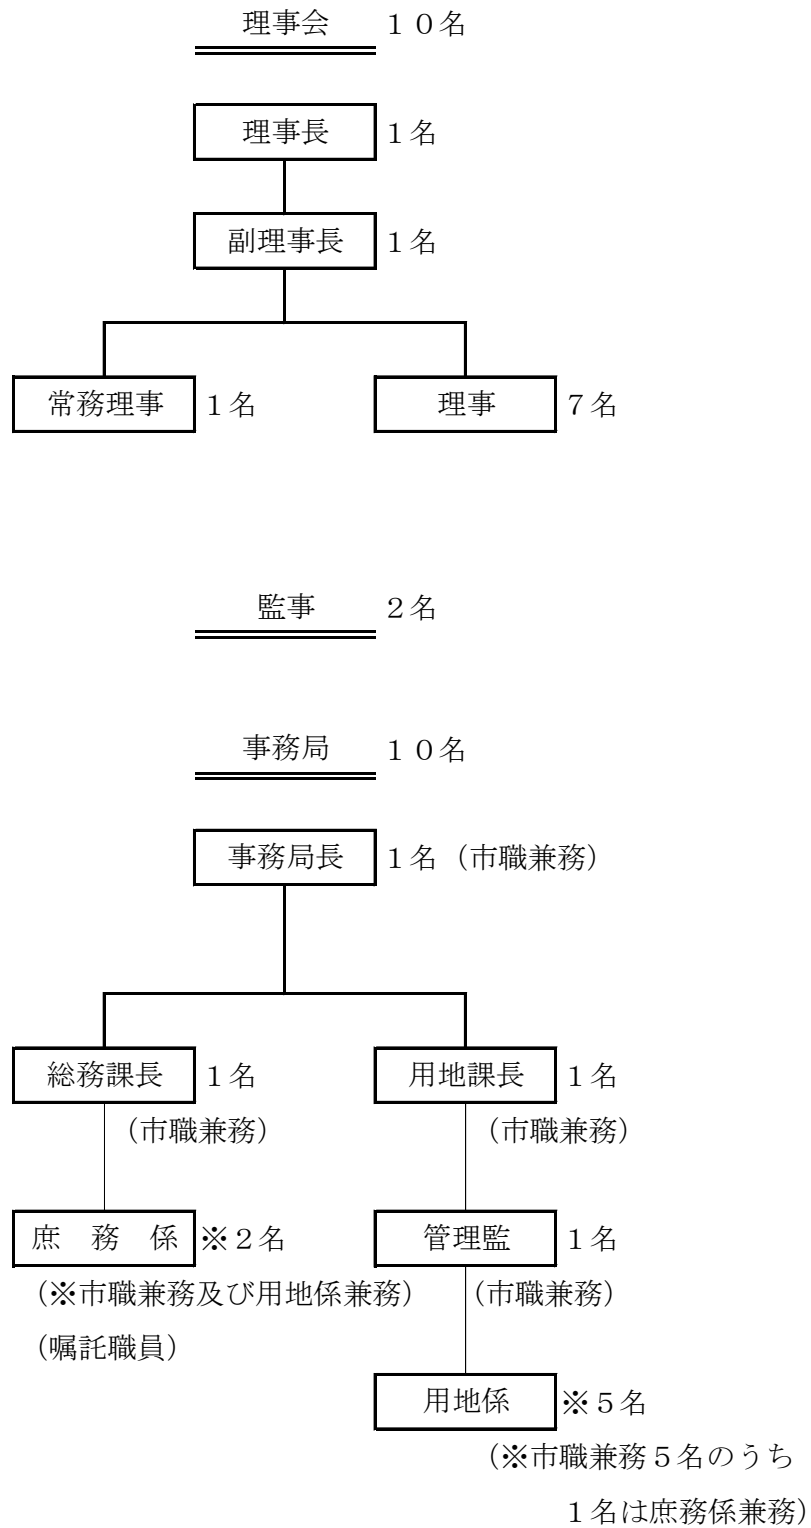 理事会 １０名
理事長 １名
副理事長 １名
常務理事 １名 理事 ７名
監事 ２名
事務局 １０名
事務局長 １名（市職兼務）
総務課長 １名 用地課長 １名
（市職兼務） （市職兼務）
庶　務　係 ※２名 管理監 １名
（※市職兼務及び用地係兼務） （市職兼務）
（嘱託職員）
用地係 ※５名
（※市職兼務５名のうち
１名は庶務係兼務）